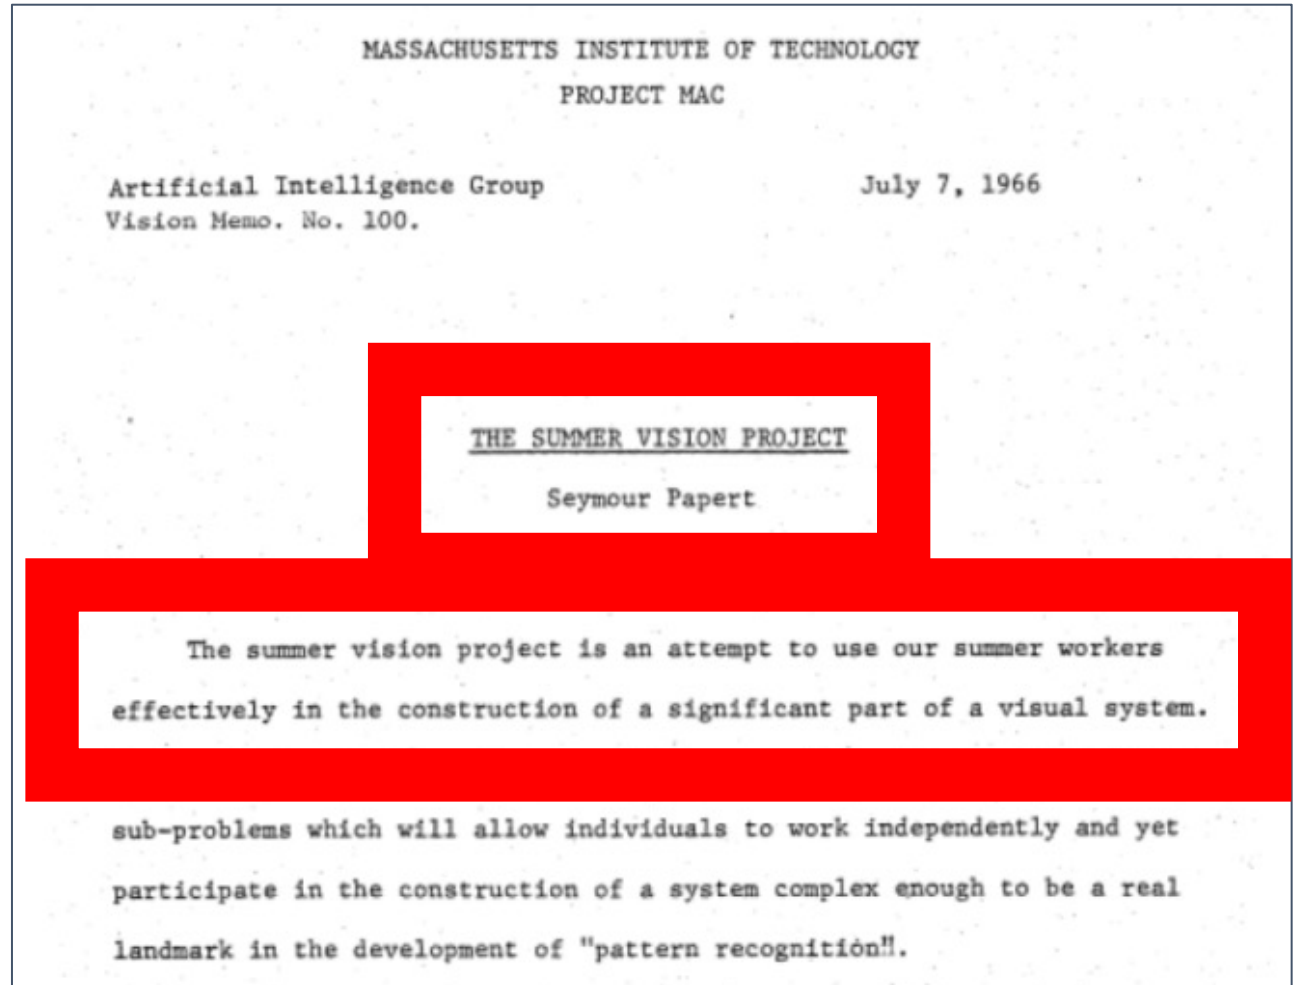 MASSACHUSETTS INSTITUTE OF TECHNOLOGY
PROJECT MAC
Artificial Intelligence Group July 7, 1966
Vision Memo. No. 100.
THE SUMMER VISION PROJECT
Seymour Papert
The summer vision project is an attempt to use our summer workers
effectively in the construction of a significant part of a visual system.
sub-problems which will allow individuals to work independently and yet
participate in the construction of a system complex enough to be a real
landmark in the development of "pattern recognition".